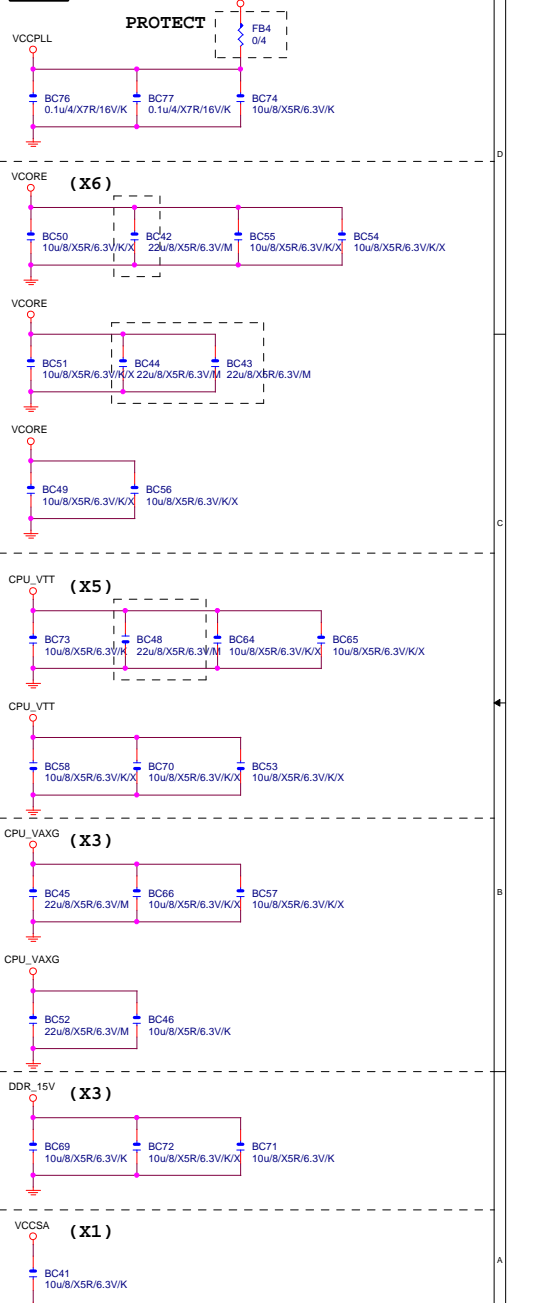 PROTECT
FB4
0/4
VCCPLL
BC76
0.1u/4/X7R/16V/K
BC77
0.1u/4/X7R/16V/K
BC74
10u/8/X5R/6.3V/K
D
VCORE
(X6)
BC50
10u/8/X5R/6.3V/K/X
BC42
22u/8/X5R/6.3V/M
BC55
10u/8/X5R/6.3V/K/X
BC54
10u/8/X5R/6.3V/K/X
VCORE
BC51
10u/8/X5R/6.3V/K/X
BC44
22u/8/X5R/6.3V/M
BC43
22u/8/X5R/6.3V/M
VCORE
BC49
10u/8/X5R/6.3V/K/X
BC56
10u/8/X5R/6.3V/K/X
C
CPU_VTT
(X5)
BC73
10u/8/X5R/6.3V/K
BC48
22u/8/X5R/6.3V/M
BC64
10u/8/X5R/6.3V/K/X
BC65
10u/8/X5R/6.3V/K/X
CPU_VTT
BC58
10u/8/X5R/6.3V/K/X
BC70
10u/8/X5R/6.3V/K/X
BC53
10u/8/X5R/6.3V/K/X
CPU_VAXG
(X3)
BC45
22u/8/X5R/6.3V/M
BC66
10u/8/X5R/6.3V/K/X
BC57
10u/8/X5R/6.3V/K/X
B
CPU_VAXG
BC52
22u/8/X5R/6.3V/M
BC46
10u/8/X5R/6.3V/K
DDR_15V
(X3)
BC69
10u/8/X5R/6.3V/K
BC72
10u/8/X5R/6.3V/K/X
BC71
10u/8/X5R/6.3V/K
VCCSA
(X1)
BC41
10u/8/X5R/6.3V/K
A